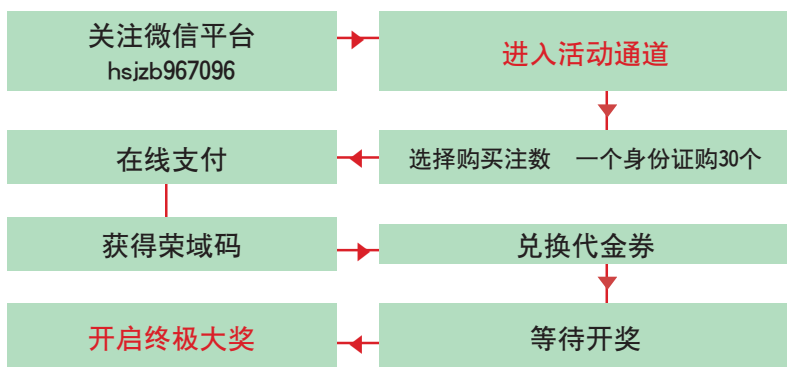 关注微信平台
hsjzb967096
进入活动通道
选择购买注数 一个身份证购30个
在线支付
获得荣域码
兑换代金券
等待开奖
开启终极大奖